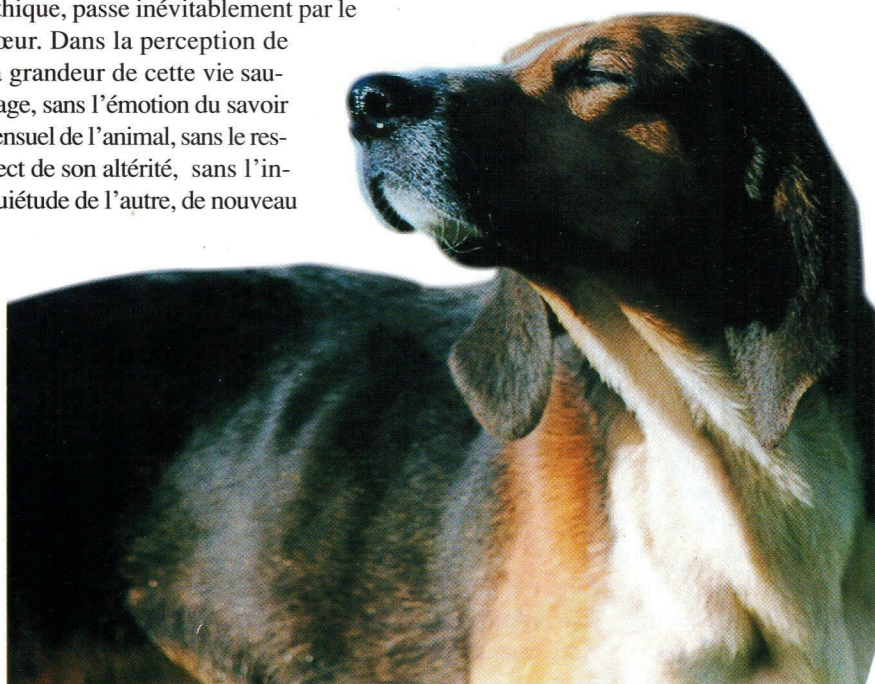 thique, passe inévitablement par le
œur. Dans la perception de
a grandeur de cette vie sau-
age, sans l'émotion du savoir
ensuel de l'animal, sans le res-
ect de son altérité, sans l'in-
uiétude de l'autre, de nouveau